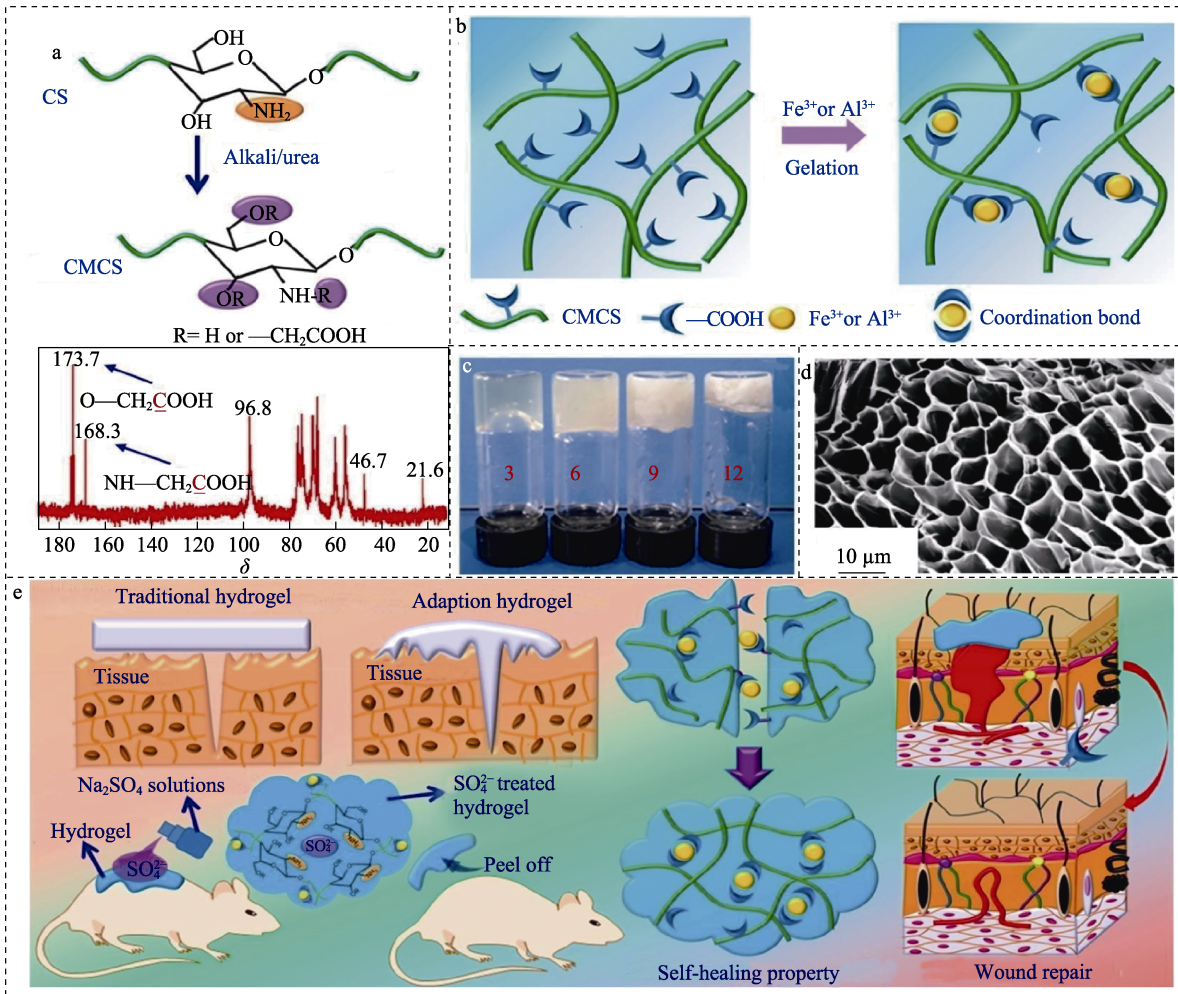 a
OH
O
O
CS
OH
NH₂
Alkali/urea
OR
O
O
CMCS
OR
NH-R
R= H or —CH₂COOH
173.7
O—CH₂COOH
168.3
NH—CH₂COOH
96.8
46.7
21.6
180 160 140 120 100 80 60 40 20
δ
b
Fe³⁺or Al³⁺
Gelation
CMCS
—COOH
Fe³⁺or Al³⁺
Coordination bond
c
3 6 9 12
d
10 μm
e
Traditional hydrogel
Tissue
Adaption hydrogel
Tissue
Na₂SO₄ solutions
Hydrogel
SO₄²⁻
SO₄²⁻
SO₄²⁻ treated
hydrogel
Peel off
Self-healing property
Wound repair